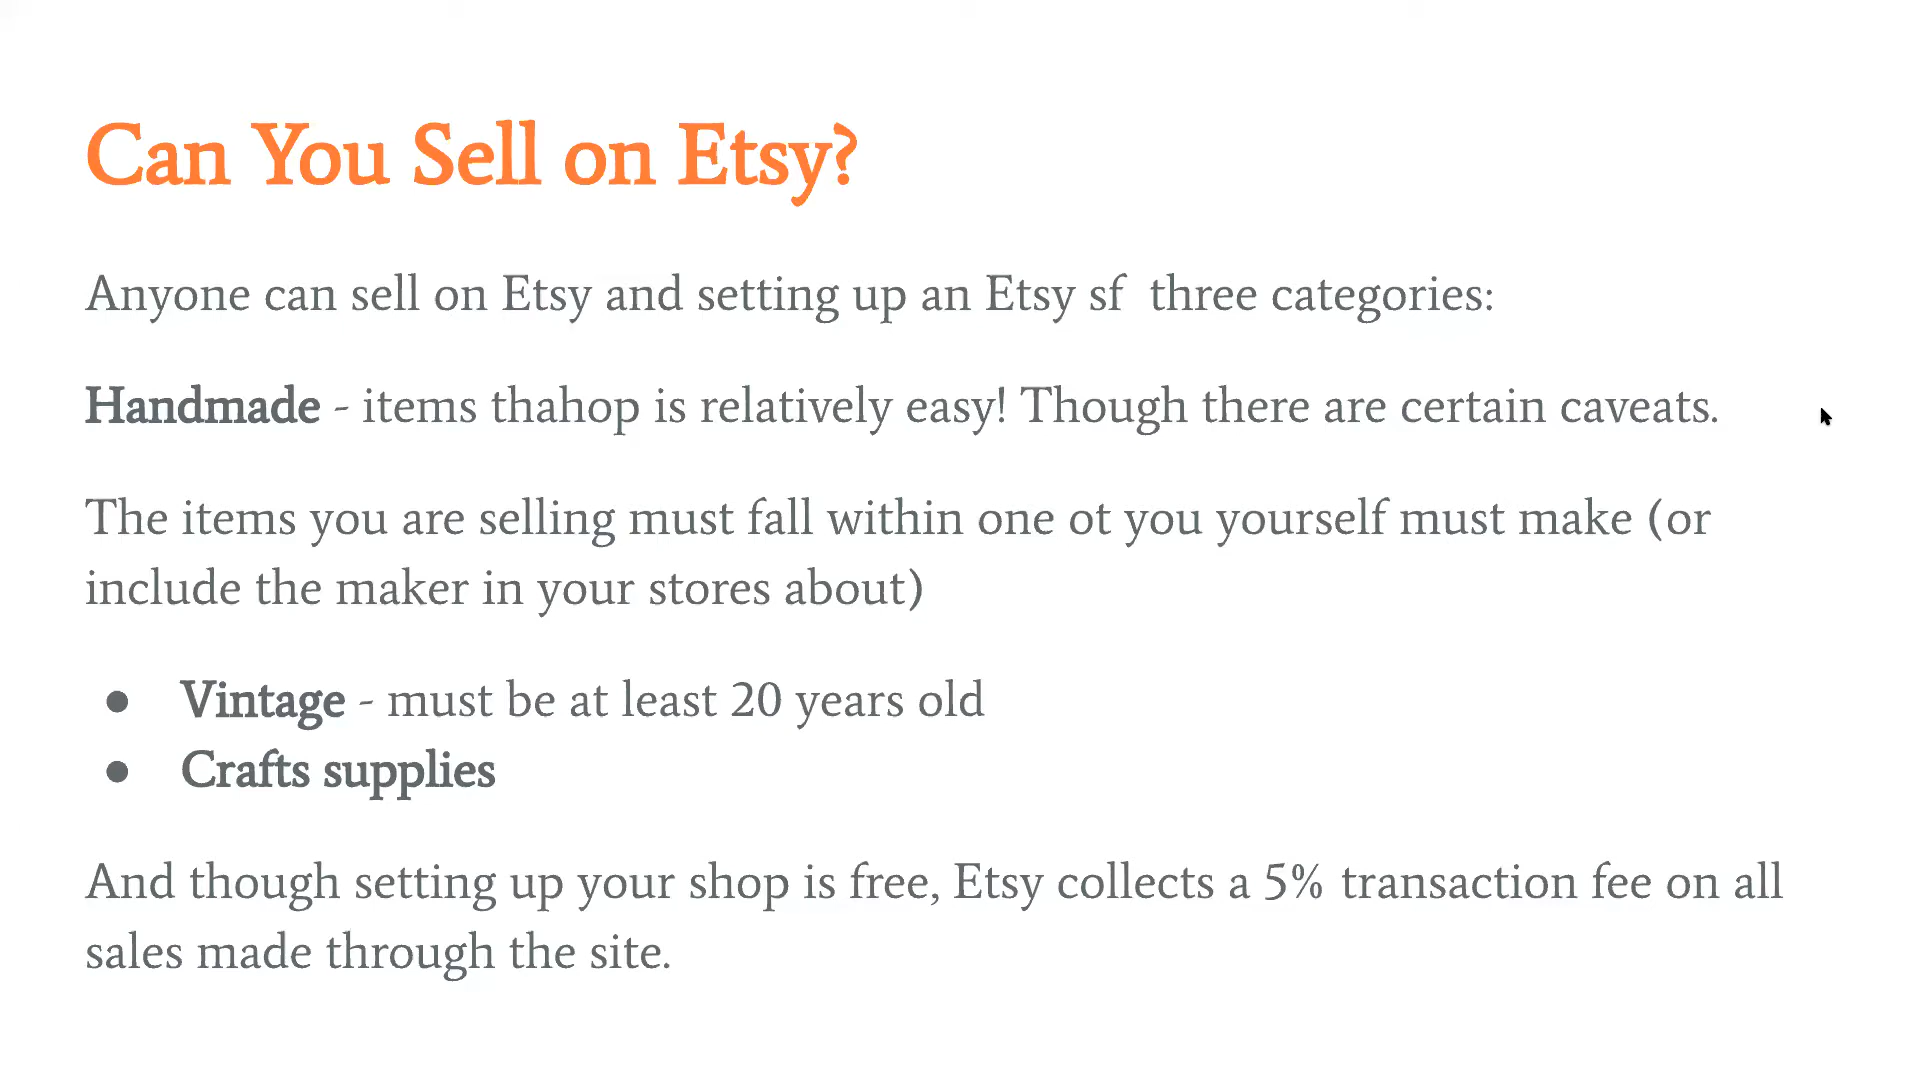 Can You Sell on Etsy?
Anyone can sell on Etsy and setting up an Etsy sf  three categories:
Handmade - items thahop is relatively easy! Though there are certain caveats.
The items you are selling must fall within one ot you yourself must make (or
include the maker in your stores about)
● Vintage - must be at least 20 years old
● Crafts supplies
And though setting up your shop is free, Etsy collects a 5% transaction fee on all
sales made through the site.